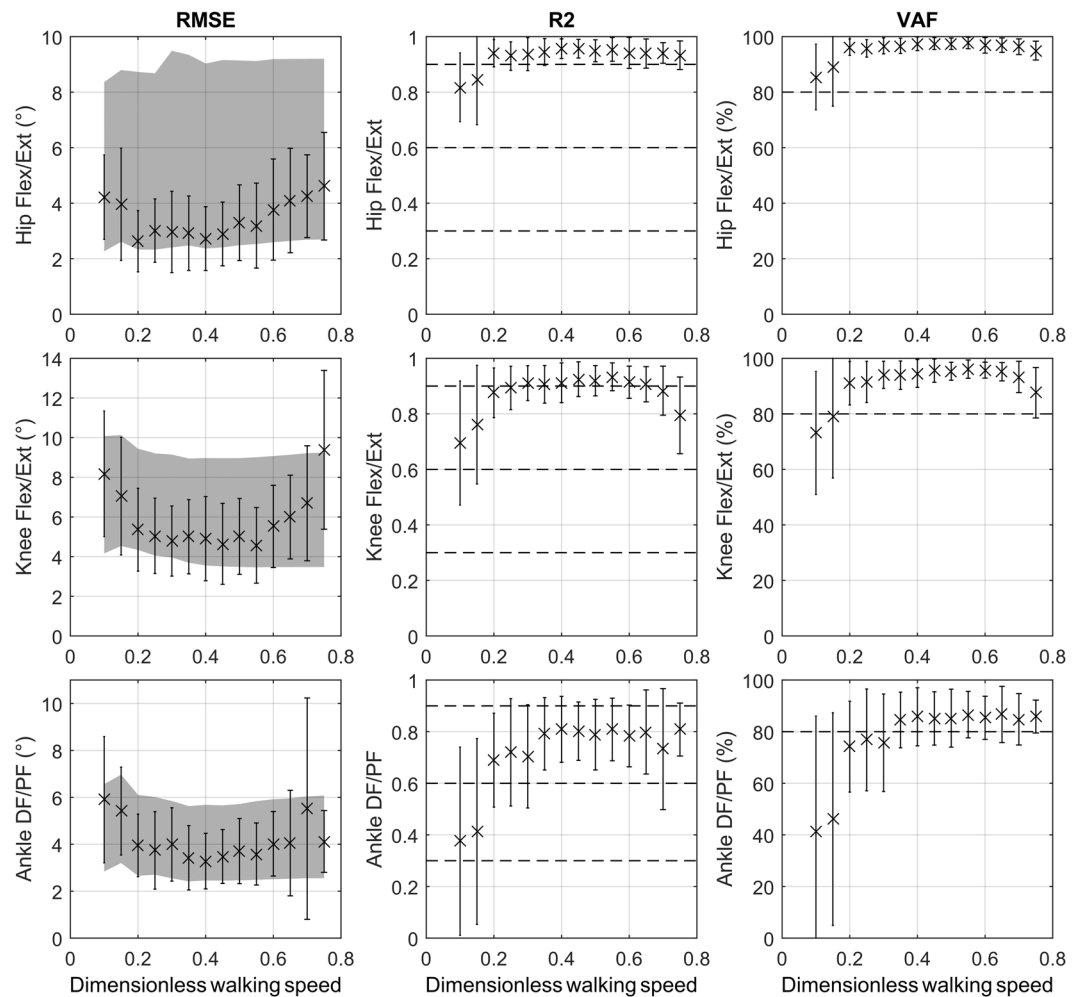 RMSE R2 VAF
Hip Flex/Ext (°)
10
8
6
4
2
0
0 0.2 0.4 0.6 0.8
Hip Flex/Ext
1
0.8
0.6
0.4
0.2
0
0 0.2 0.4 0.6 0.8
Hip Flex/Ext (%)
100
80
60
40
20
0
0 0.2 0.4 0.6 0.8
Knee Flex/Ext (°)
14
12
10
8
6
4
2
0
0 0.2 0.4 0.6 0.8
Knee Flex/Ext
1
0.8
0.6
0.4
0.2
0
0 0.2 0.4 0.6 0.8
Knee Flex/Ext (%)
100
80
60
40
20
0
0 0.2 0.4 0.6 0.8
Ankle DF/PF (°)
10
8
6
4
2
0
0 0.2 0.4 0.6 0.8
Dimensionless walking speed
Ankle DF/PF
1
0.8
0.6
0.4
0.2
0
0 0.2 0.4 0.6 0.8
Dimensionless walking speed
Ankle DF/PF (%)
100
80
60
40
20
0
0 0.2 0.4 0.6 0.8
Dimensionless walking speed